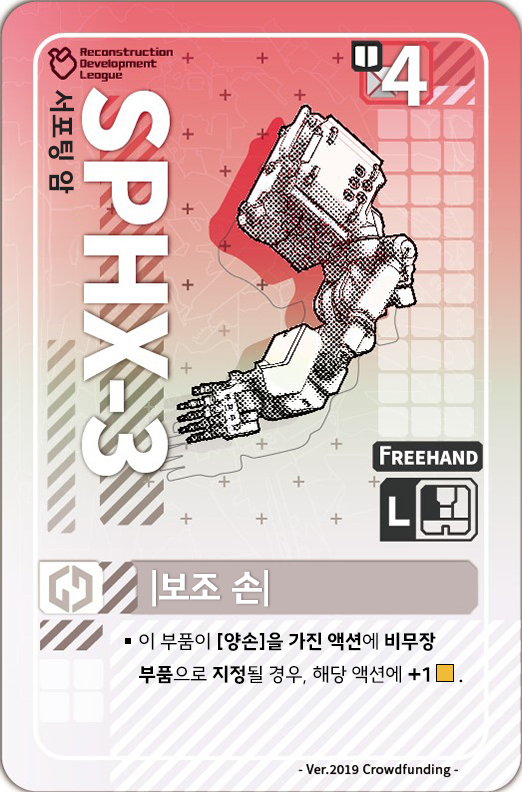 Reconstruction
Development
League
4
서포팅 암
SPHX-3
FREEHAND
L
|보조 손|
▪ 이 부품이 [양손]을 가진 액션에 비무장
부품으로 지정될 경우, 해당 액션에 +1 .
- Ver.2019 Crowdfunding -